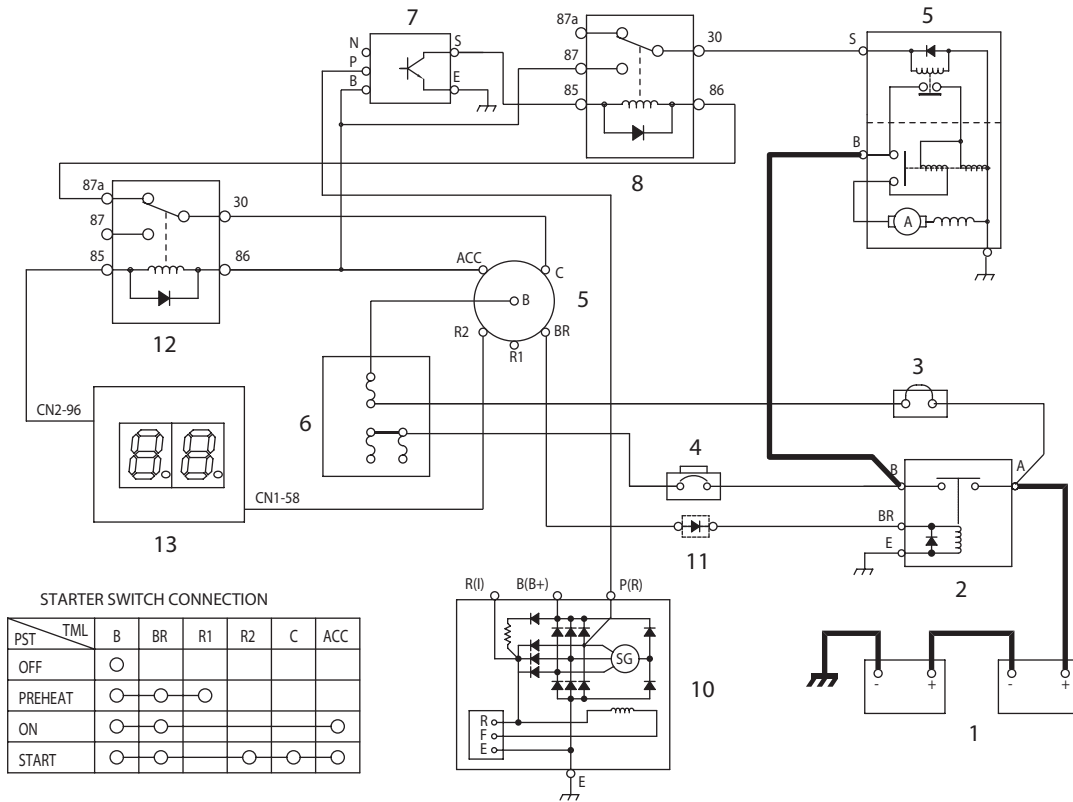 87a
7
5
N
P
B
S
E
30
S
87
85
86
8
B
A
87a
30
87
85
86
12
ACC
C
B
5
R2
BR
R1
3
6
CN2-96
4
B
A
BR
E
2
11
CN1-58
13
R(I)
B(B+)
P(R)
SG
10
R
F
E
E
-
+
-
+
1
STARTER SWITCH CONNECTION
PST TML B BR R1 R2 C ACC
OFF
PREHEAT
ON
START